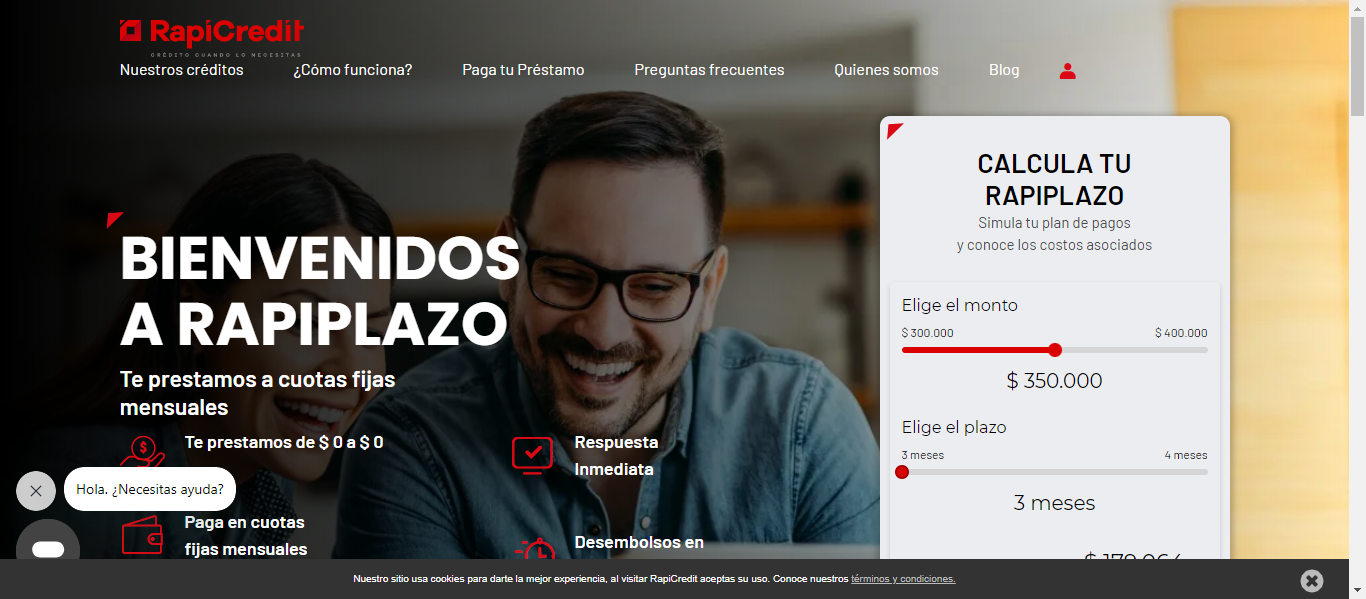 RapiCredit
CRÉDITO CUANDO LO NECESITAS
Nuestros créditos ¿Cómo funciona? Paga tu Préstamo Preguntas frecuentes Quienes somos Blog
BIENVENIDOS
A RAPIPLAZO
Te prestamos a cuotas fijas
mensuales
Te prestamos de $ 0 a $ 0
Respuesta
Inmediata
Paga en cuotas
fijas mensuales
Desembolsos en
CALCULA TU
RAPIPLAZO
Simula tu plan de pagos
y conoce los costos asociados
Elige el monto
$ 300.000 $ 400.000
$ 350.000
Elige el plazo
3 meses 4 meses
3 meses
Hola. ¿Necesitas ayuda?
Nuestro sitio usa cookies para darte la mejor experiencia, al visitar RapiCredit aceptas su uso. Conoce nuestros términos y condiciones.